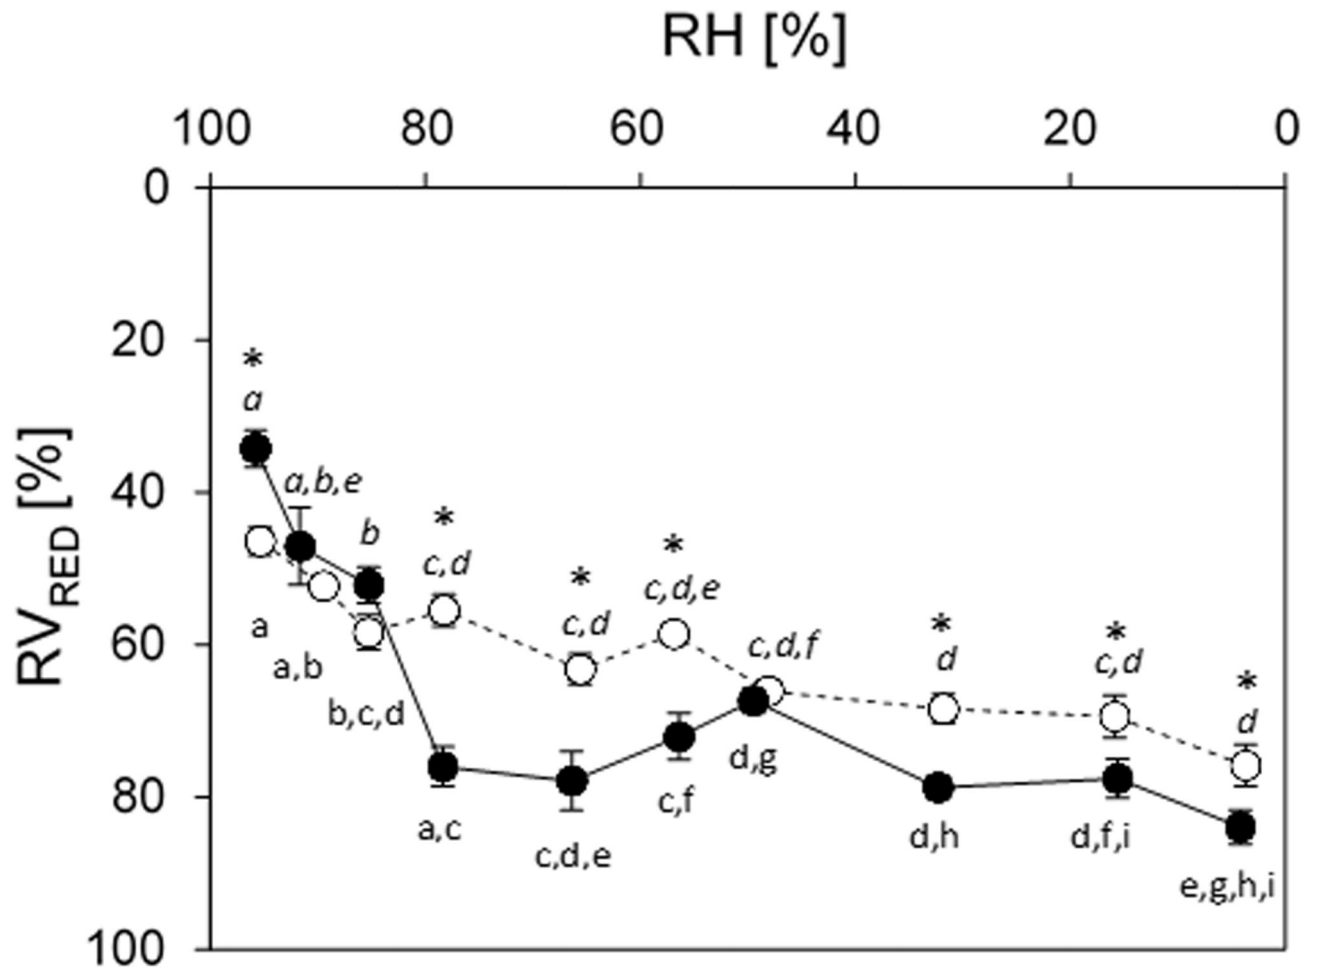 RH [%]
100 80 60 40 20 0
0
20
40
60
80
100
RV_RED [%]
*
a
a,b,e
b
*
c,d
*
c,d
*
c,d,e
c,d,f
*
d
*
c,d
*
d
a
a,b
b,c,d
a,c
c,d,e
c,f
d,g
d,h
d,f,i
e,g,h,i